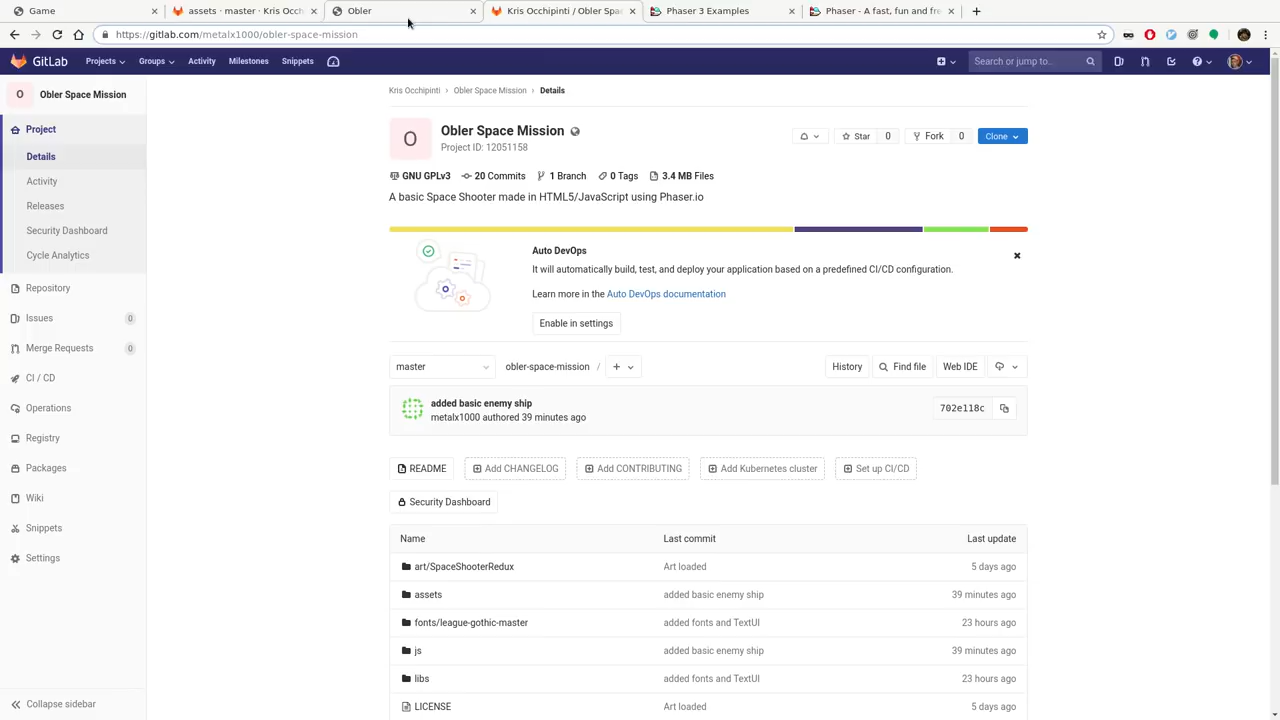 Game
assets · master · Kris Occh
Obler
Kris Occhipinti / Obler Spac
Phaser 3 Examples
Phaser - A fast, fun and fre
https://gitlab.com/metalx1000/obler-space-mission
GitLab
Projects
Groups
Activity
Milestones
Snippets
Search or jump to...
O
Obler Space Mission
Project
Details
Activity
Releases
Security Dashboard
Cycle Analytics
Repository
Issues 0
Merge Requests 0
CI / CD
Operations
Registry
Packages
Wiki
Snippets
Settings
Collapse sidebar
Kris Occhipinti › Obler Space Mission › Details
O
Obler Space Mission
Project ID: 12051158
Star 0
Fork 0
Clone
GNU GPLv3 20 Commits 1 Branch 0 Tags 3.4 MB Files
A basic Space Shooter made in HTML5/JavaScript using Phaser.io
Auto DevOps
It will automatically build, test, and deploy your application based on a predefined CI/CD configuration.
Learn more in the Auto DevOps documentation
Enable in settings
master
obler-space-mission /
History
Find file
Web IDE
added basic enemy ship
metalx1000 authored 39 minutes ago
702e118c
README
Add CHANGELOG
Add CONTRIBUTING
Add Kubernetes cluster
Set up CI/CD
Security Dashboard
Name Last commit Last update
art/SpaceShooterRedux Art loaded 5 days ago
assets added basic enemy ship 39 minutes ago
fonts/league-gothic-master added fonts and TextUI 23 hours ago
js added basic enemy ship 39 minutes ago
libs added fonts and TextUI 23 hours ago
LICENSE Art loaded 5 days ago